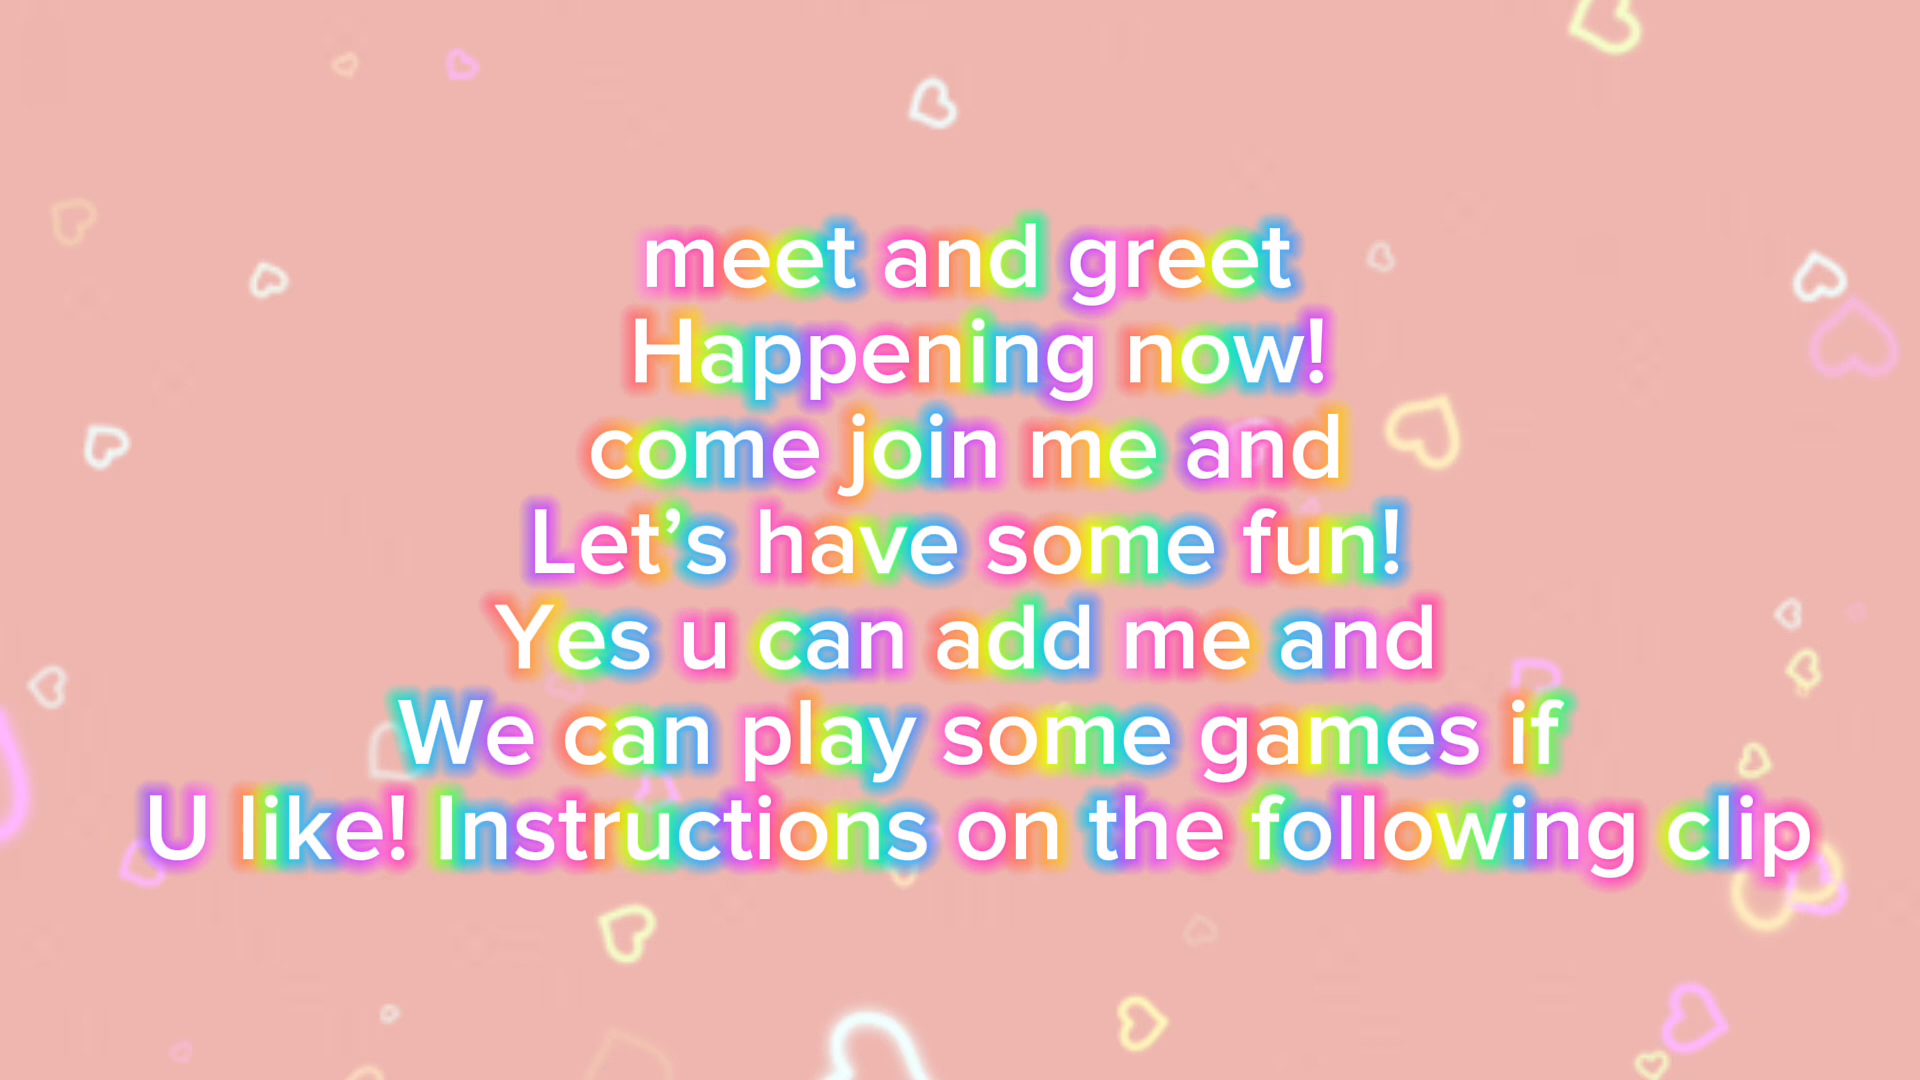 meet and greet
Happening now!
come join me and
Let’s have some fun!
Yes u can add me and
We can play some games if
U like! Instructions on the following clip